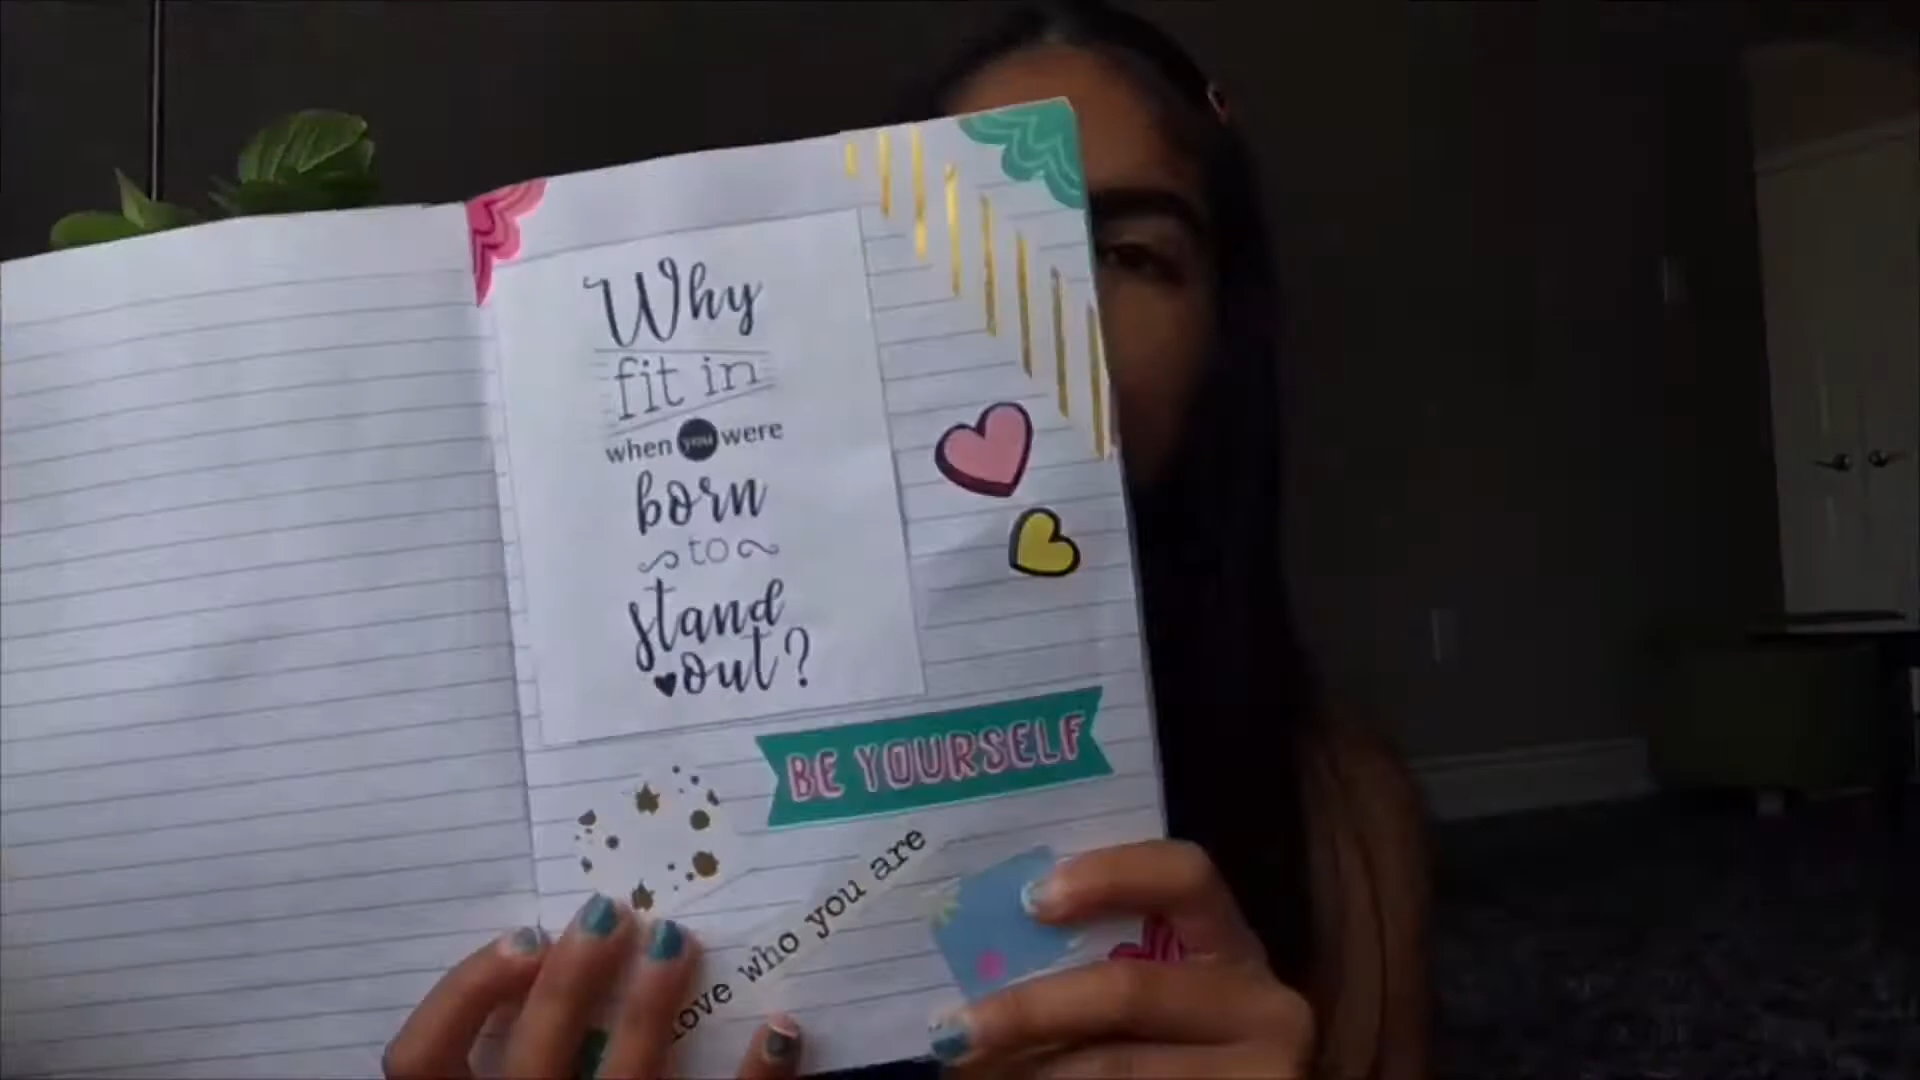 Why
fit in
when you were
born
to
stand
out?
BE YOURSELF
love who you are